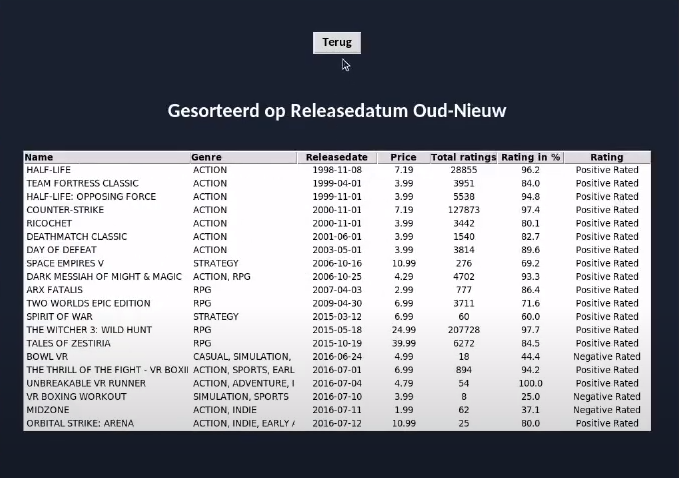 Terug
Gesorteerd op Releasedatum Oud-Nieuw
Name Genre Releasedate Price Total ratings Rating in % Rating
HALF-LIFE ACTION 1998-11-08 7.19 28855 96.2 Positive Rated
TEAM FORTRESS CLASSIC ACTION 1999-04-01 3.99 3951 84.0 Positive Rated
HALF-LIFE: OPPOSING FORCE ACTION 1999-11-01 3.99 5538 94.8 Positive Rated
COUNTER-STRIKE ACTION 2000-11-01 7.19 127873 97.4 Positive Rated
RICOCHET ACTION 2000-11-01 3.99 3442 80.1 Positive Rated
DEATHMATCH CLASSIC ACTION 2001-06-01 3.99 1540 82.7 Positive Rated
DAY OF DEFEAT ACTION 2003-05-01 3.99 3814 89.6 Positive Rated
SPACE EMPIRES V STRATEGY 2006-10-16 10.99 276 69.2 Positive Rated
DARK MESSIAH OF MIGHT & MAGIC ACTION, RPG 2006-10-25 4.29 4702 93.3 Positive Rated
ARX FATALIS RPG 2007-04-03 2.99 777 86.4 Positive Rated
TWO WORLDS EPIC EDITION RPG 2009-04-30 6.99 3711 71.6 Positive Rated
SPIRIT OF WAR STRATEGY 2015-03-12 6.99 60 60.0 Positive Rated
THE WITCHER 3: WILD HUNT RPG 2015-05-18 24.99 207728 97.7 Positive Rated
TALES OF ZESTIRIA RPG 2015-10-19 39.99 6272 84.5 Positive Rated
BOWL VR CASUAL, SIMULATION, 2016-06-24 4.99 18 44.4 Negative Rated
THE THRILL OF THE FIGHT - VR BOXII ACTION, SPORTS, EARL 2016-07-01 6.99 894 94.2 Positive Rated
UNBREAKABLE VR RUNNER ACTION, ADVENTURE, I 2016-07-04 4.79 54 100.0 Positive Rated
VR BOXING WORKOUT SIMULATION, SPORTS 2016-07-10 3.99 8 25.0 Negative Rated
MIDZONE ACTION, INDIE 2016-07-11 1.99 62 37.1 Negative Rated
ORBITAL STRIKE: ARENA ACTION, INDIE, EARLY 2016-07-12 10.99 25 80.0 Positive Rated